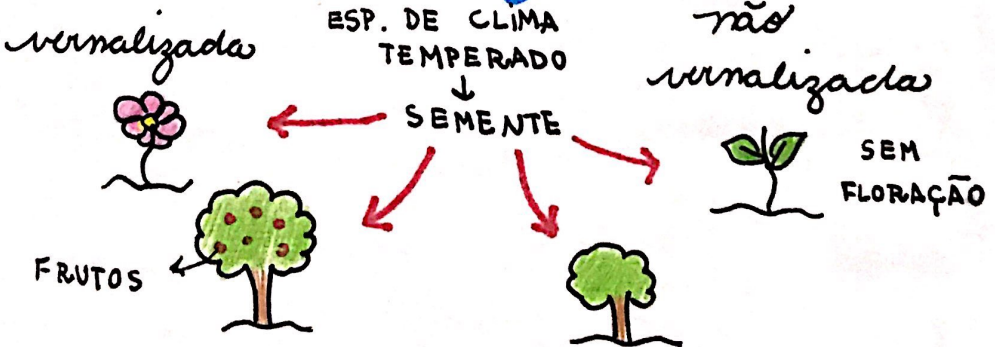 vernalizada
ESP. DE CLIMA
TEMPERADO
SEMENTE
não
vernalizada
SEM
FLORAÇÃO
FRUTOS